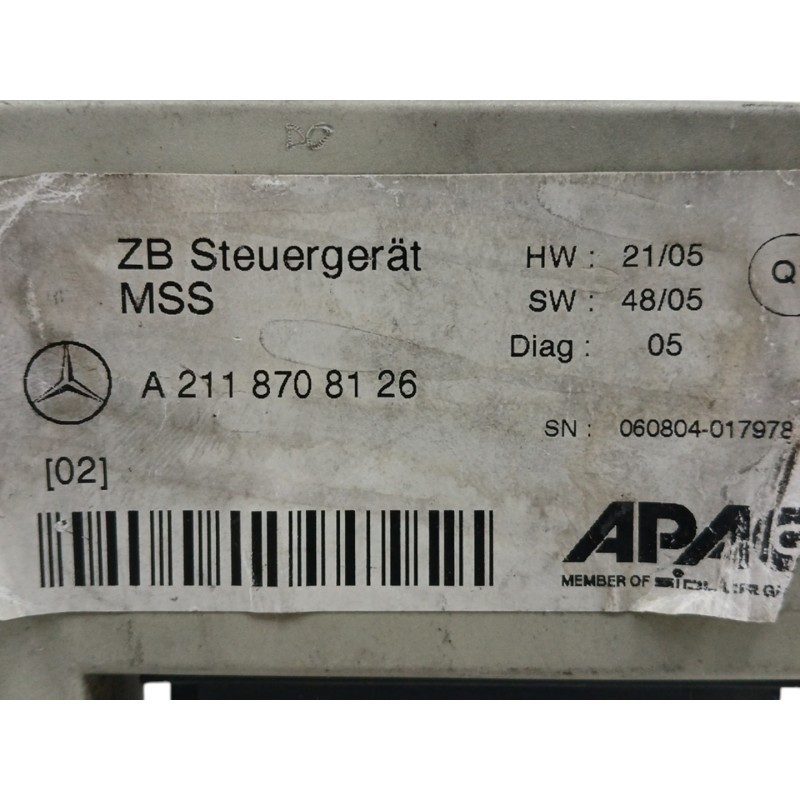 ZB Steuergerät
MSS
A 211 870 81 26
[02]
HW : 21/05
SW : 48/05
Diag : 05
Q
SN : 060804-017978
APAG
MEMBER OF